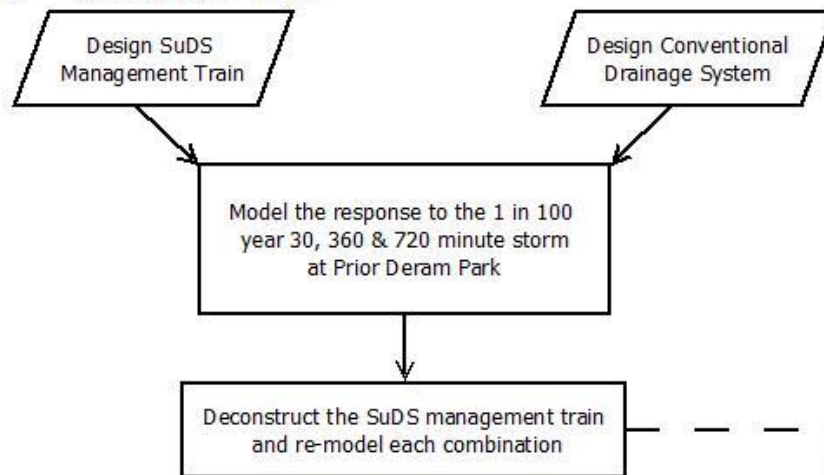 Design SuDS
Management Train
Design Conventional
Drainage System
Model the response to the 1 in 100
year 30, 360 & 720 minute storm
at Prior Deram Park
Deconstruct the SuDS management train
and re-model each combination